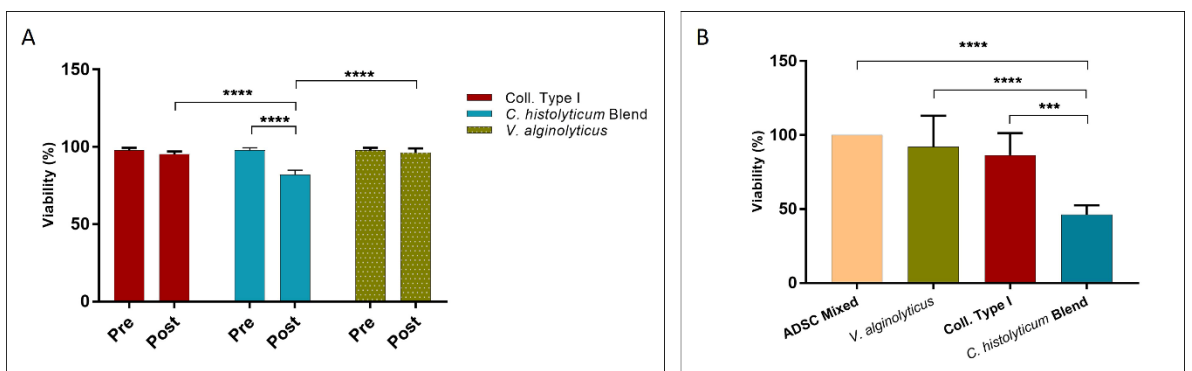 A
150
100
50
0
Viability (%)
****
****
****
Pre
Post
Pre
Post
Pre
Post
Coll. Type I
C. histolyticum Blend
V. alginolyticus
B
150
100
50
0
Viability (%)
****
****
***
ADSC Mixed
V. alginolyticus
Coll. Type I
C. histolyticum Blend